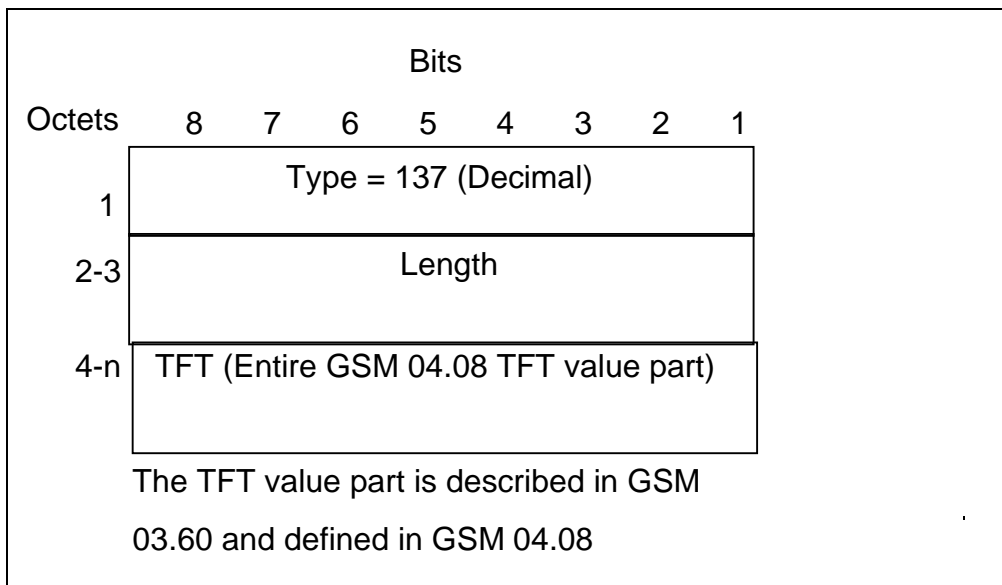 Bits
Octets 8 7 6 5 4 3 2 1
1 Type = 137 (Decimal)
2-3 Length
4-n TFT (Entire GSM 04.08 TFT value part)
The TFT value part is described in GSM
03.60 and defined in GSM 04.08